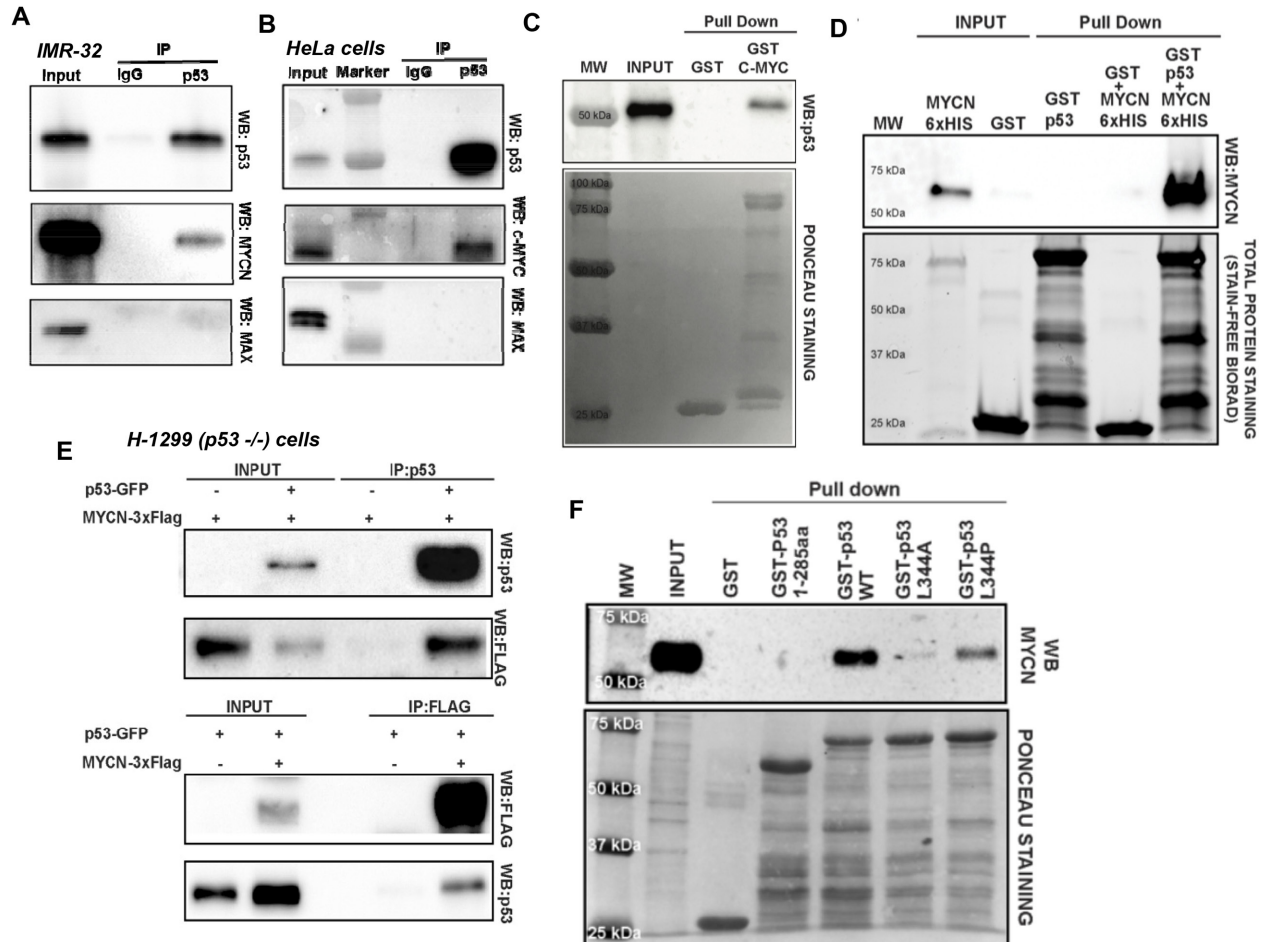 A
IMR-32
IP
Input
IgG
p53
WB: p53
WB: MYCN
WB: MAX
B
HeLa cells
IP
Input
Marker
IgG
p53
WB: p53
WB: c-MYC
WB: MAX
C
Pull Down
MW
INPUT
GST
GST
C-MYC
50 kDa
WB:p53
100 kDa
75 kDa
50 kDa
37 kDa
25 kDa
PONCEAU STAINING
D
INPUT
Pull Down
MW
MYCN
6xHIS
GST
GST
p53
GST
+
MYCN
6xHIS
GST
p53
+
MYCN
6xHIS
75 kDa
50 kDa
WB:MYCN
75 kDa
50 kDa
37 kDa
25 kDa
TOTAL PROTEIN STAINING
(STAIN-FREE BIORAD)
E
H-1299 (p53 -/-) cells
INPUT
IP:p53
p53-GFP - + - +
MYCN-3xFlag + + + +
WB:p53
WB:FLAG
INPUT
IP:FLAG
p53-GFP + + + +
MYCN-3xFlag - + - +
WB:FLAG
WB:p53
F
Pull down
MW
INPUT
GST
GST-P53
1-285aa
GST-p53
WT
GST-p53
L344A
GST-p53
L344P
75 kDa
50 kDa
WB
MYCN
75 kDa
50 kDa
37 kDa
25 kDa
PONCEAU STAINING